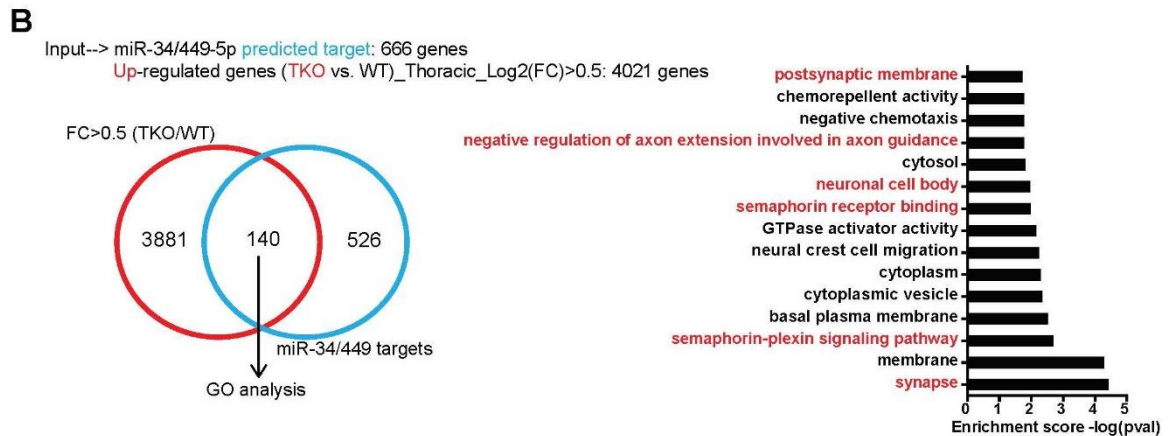 B
Input--> miR-34/449-5p predicted target: 666 genes
Up-regulated genes (TKO vs. WT)_Thoracic_Log2(FC)>0.5: 4021 genes
FC>0.5 (TKO/WT)
3881
140
526
miR-34/449 targets
GO analysis
postsynaptic membrane
chemorepellent activity
negative chemotaxis
negative regulation of axon extension involved in axon guidance
cytosol
neuronal cell body
semaphorin receptor binding
GTPase activator activity
neural crest cell migration
cytoplasm
cytoplasmic vesicle
basal plasma membrane
semaphorin-plexin signaling pathway
membrane
synapse
0 1 2 3 4 5
Enrichment score -log(pval)